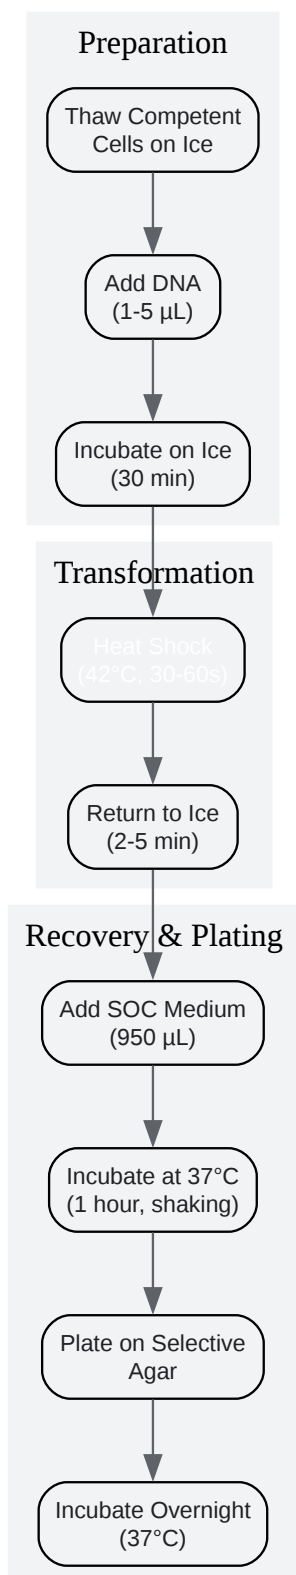 Preparation
Thaw Competent
Cells on Ice
Add DNA
(1-5 µL)
Incubate on Ice
(30 min)
Transformation
Heat Shock
(42°C, 30-60s)
Return to Ice
(2-5 min)
Recovery & Plating
Add SOC Medium
(950 µL)
Incubate at 37°C
(1 hour, shaking)
Plate on Selective
Agar
Incubate Overnight
(37°C)